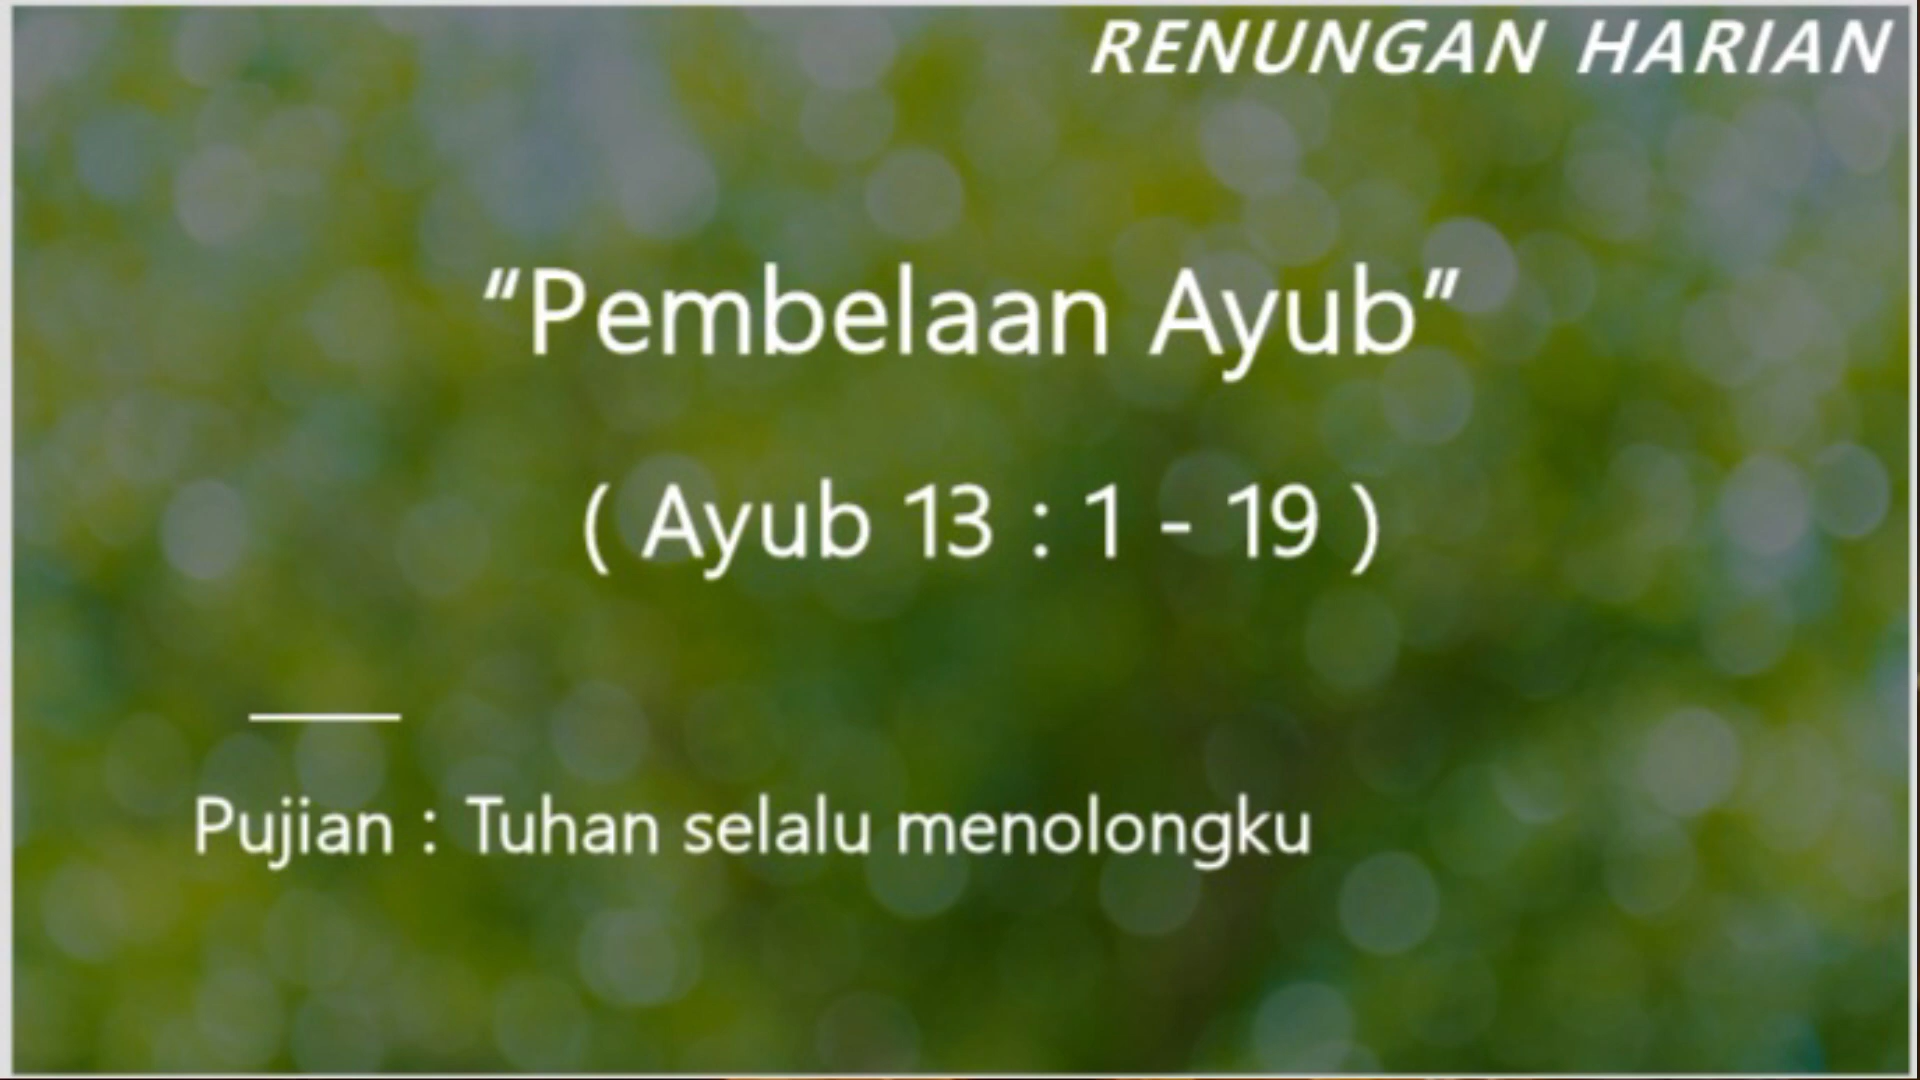 RENUNGAN HARIAN
“Pembelaan Ayub”
( Ayub 13 : 1 - 19 )
Pujian : Tuhan selalu menolongku